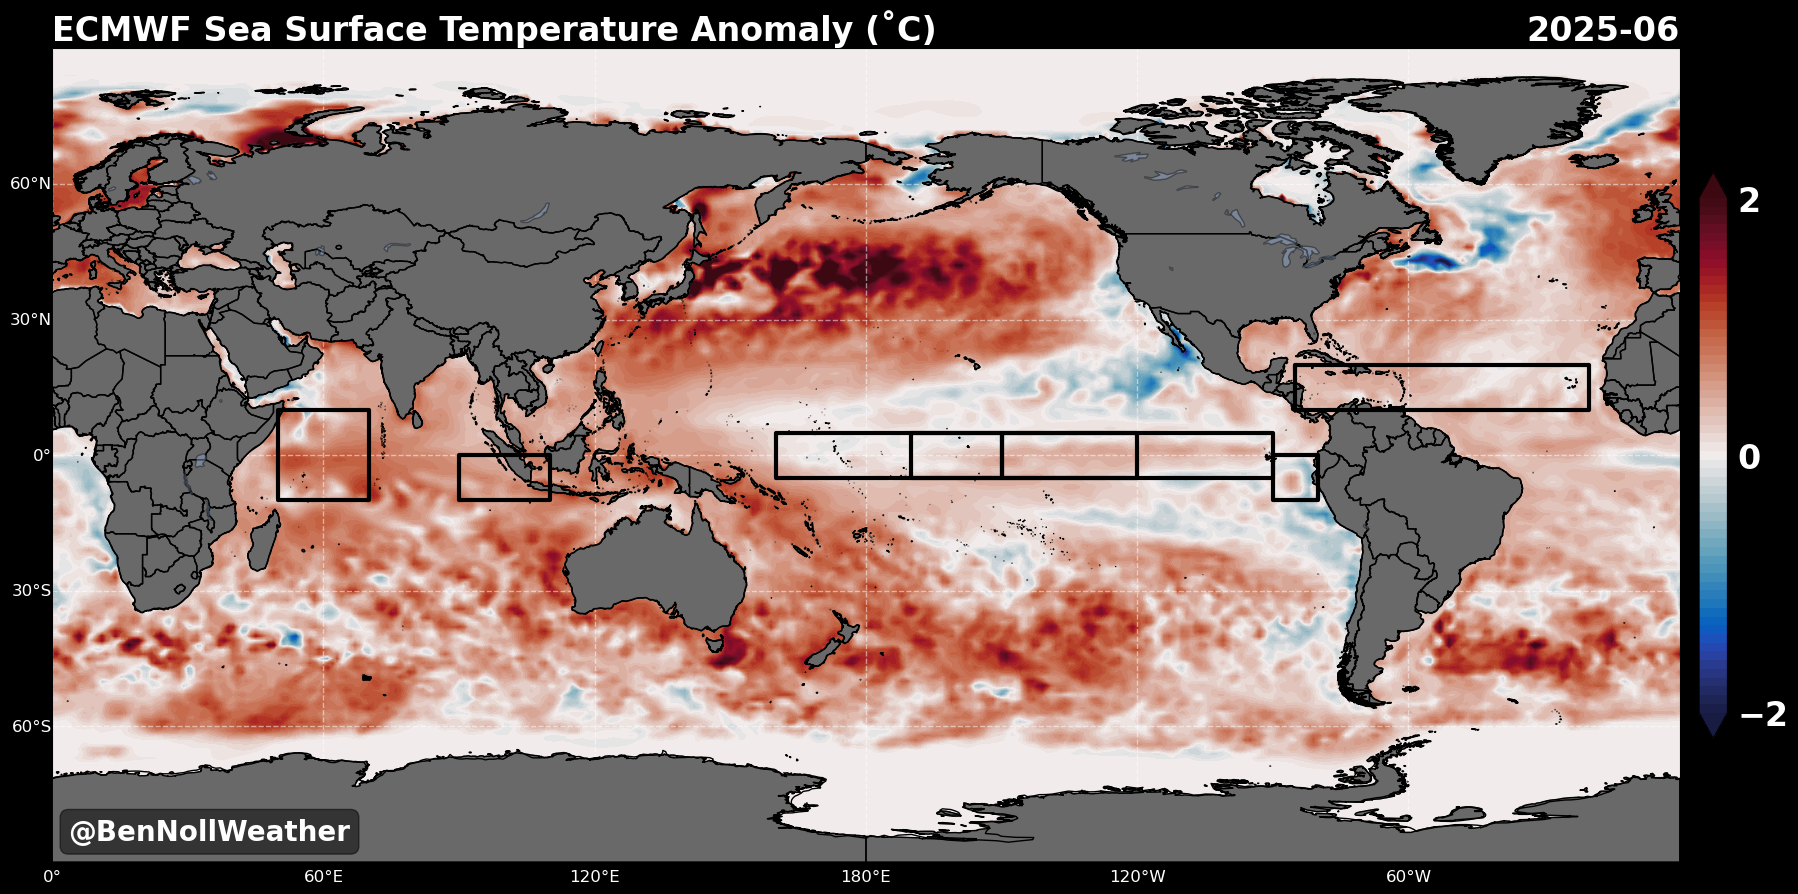 ECMWF Sea Surface Temperature Anomaly (˚C)
2025-06
60°N
30°N
0°
30°S
60°S
2
0
−2
@BenNollWeather
0°
60°E
120°E
180°E
120°W
60°W